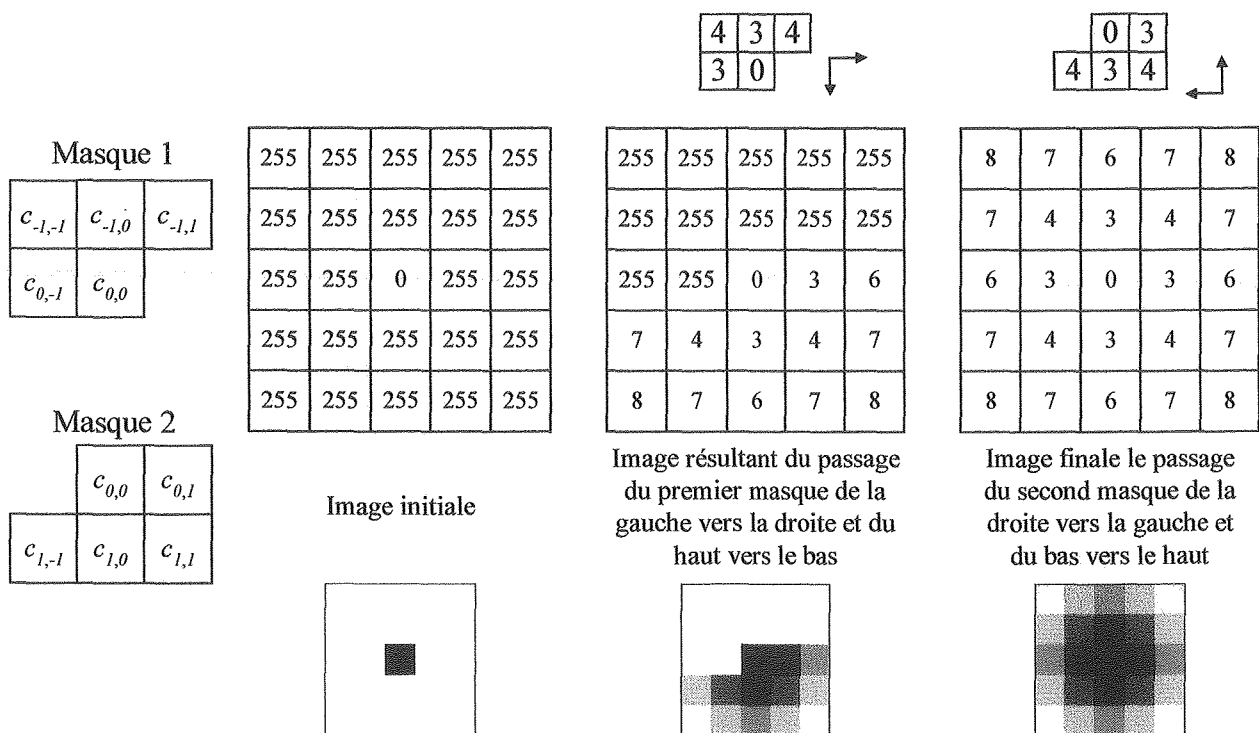 4 3 4
3 0
0 3
4 3 4
Masque 1
c-1,-1 c-1,0 c-1,1
c0,-1 c0,0
Masque 2
c0,0 c0,1
c1,-1 c1,0 c1,1
255 255 255 255 255
255 255 255 255 255
255 255 0 255 255
255 255 255 255 255
255 255 255 255 255
Image initiale
255 255 255 255 255
255 255 255 255 255
255 255 0 3 6
7 4 3 4 7
8 7 6 7 8
Image résultant du passage
du premier masque de la
gauche vers la droite et du
haut vers le bas
8 7 6 7 8
7 4 3 4 7
6 3 0 3 6
7 4 3 4 7
8 7 6 7 8
Image finale le passage
du second masque de la
droite vers la gauche et
du bas vers le haut